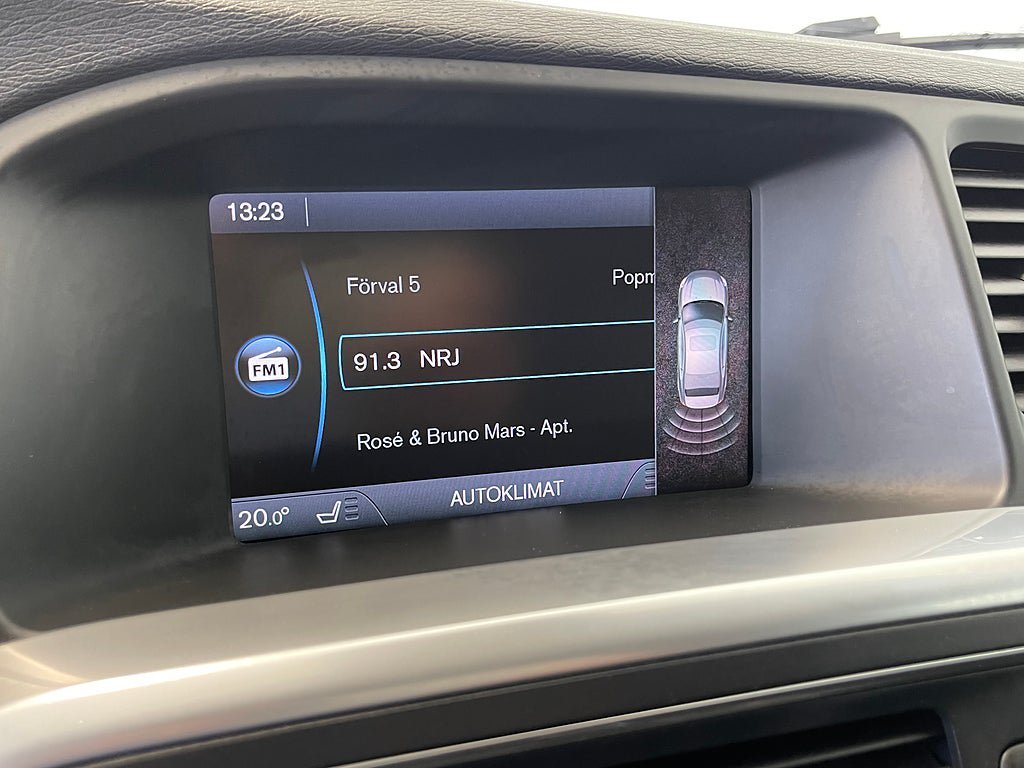 13:23
Förval 5 Popm
FM1
91.3 NRJ
Rosé & Bruno Mars - Apt.
20.0° AUTOKLIMAT